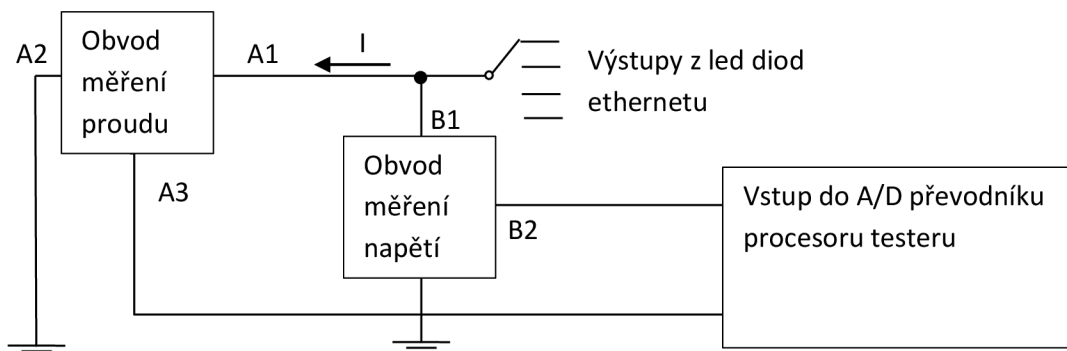 A2
Obvod
měření
proudu
A1
I
Výstupy z led diod
ethernetu
B1
A3
Obvod
měření
napětí
B2
Vstup do A/D převodníku
procesoru testeru